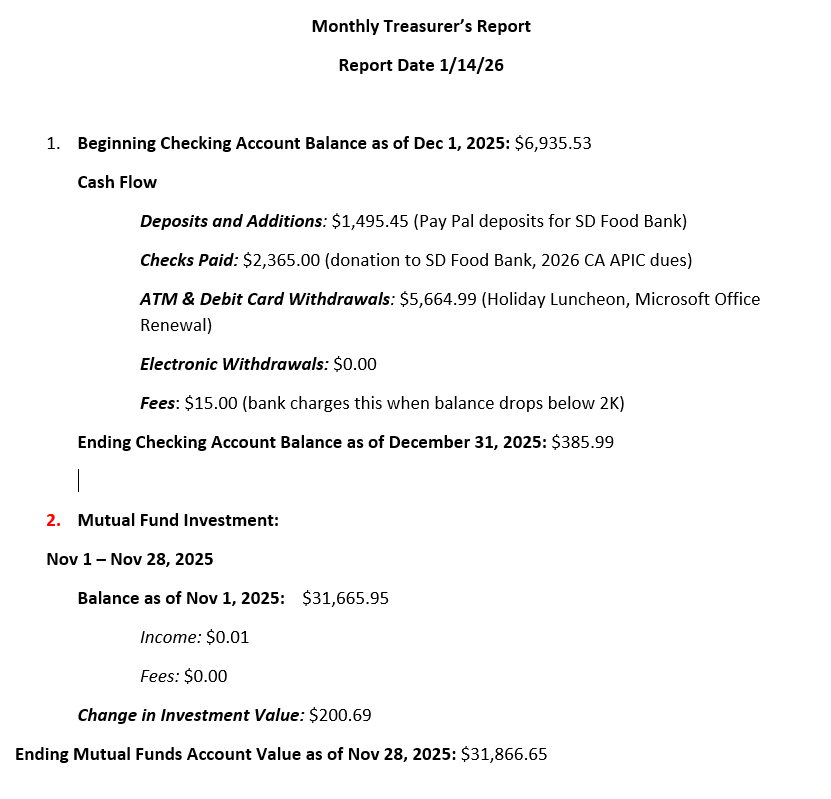 Monthly Treasurer’s Report
Report Date 1/14/26
1. Beginning Checking Account Balance as of Dec 1, 2025: $6,935.53
Cash Flow
Deposits and Additions: $1,495.45 (Pay Pal deposits for SD Food Bank)
Checks Paid: $2,365.00 (donation to SD Food Bank, 2026 CA APIC dues)
ATM & Debit Card Withdrawals: $5,664.99 (Holiday Luncheon, Microsoft Office
Renewal)
Electronic Withdrawals: $0.00
Fees: $15.00 (bank charges this when balance drops below 2K)
Ending Checking Account Balance as of December 31, 2025: $385.99
2. Mutual Fund Investment:
Nov 1 – Nov 28, 2025
Balance as of Nov 1, 2025: $31,665.95
Income: $0.01
Fees: $0.00
Change in Investment Value: $200.69
Ending Mutual Funds Account Value as of Nov 28, 2025: $31,866.65